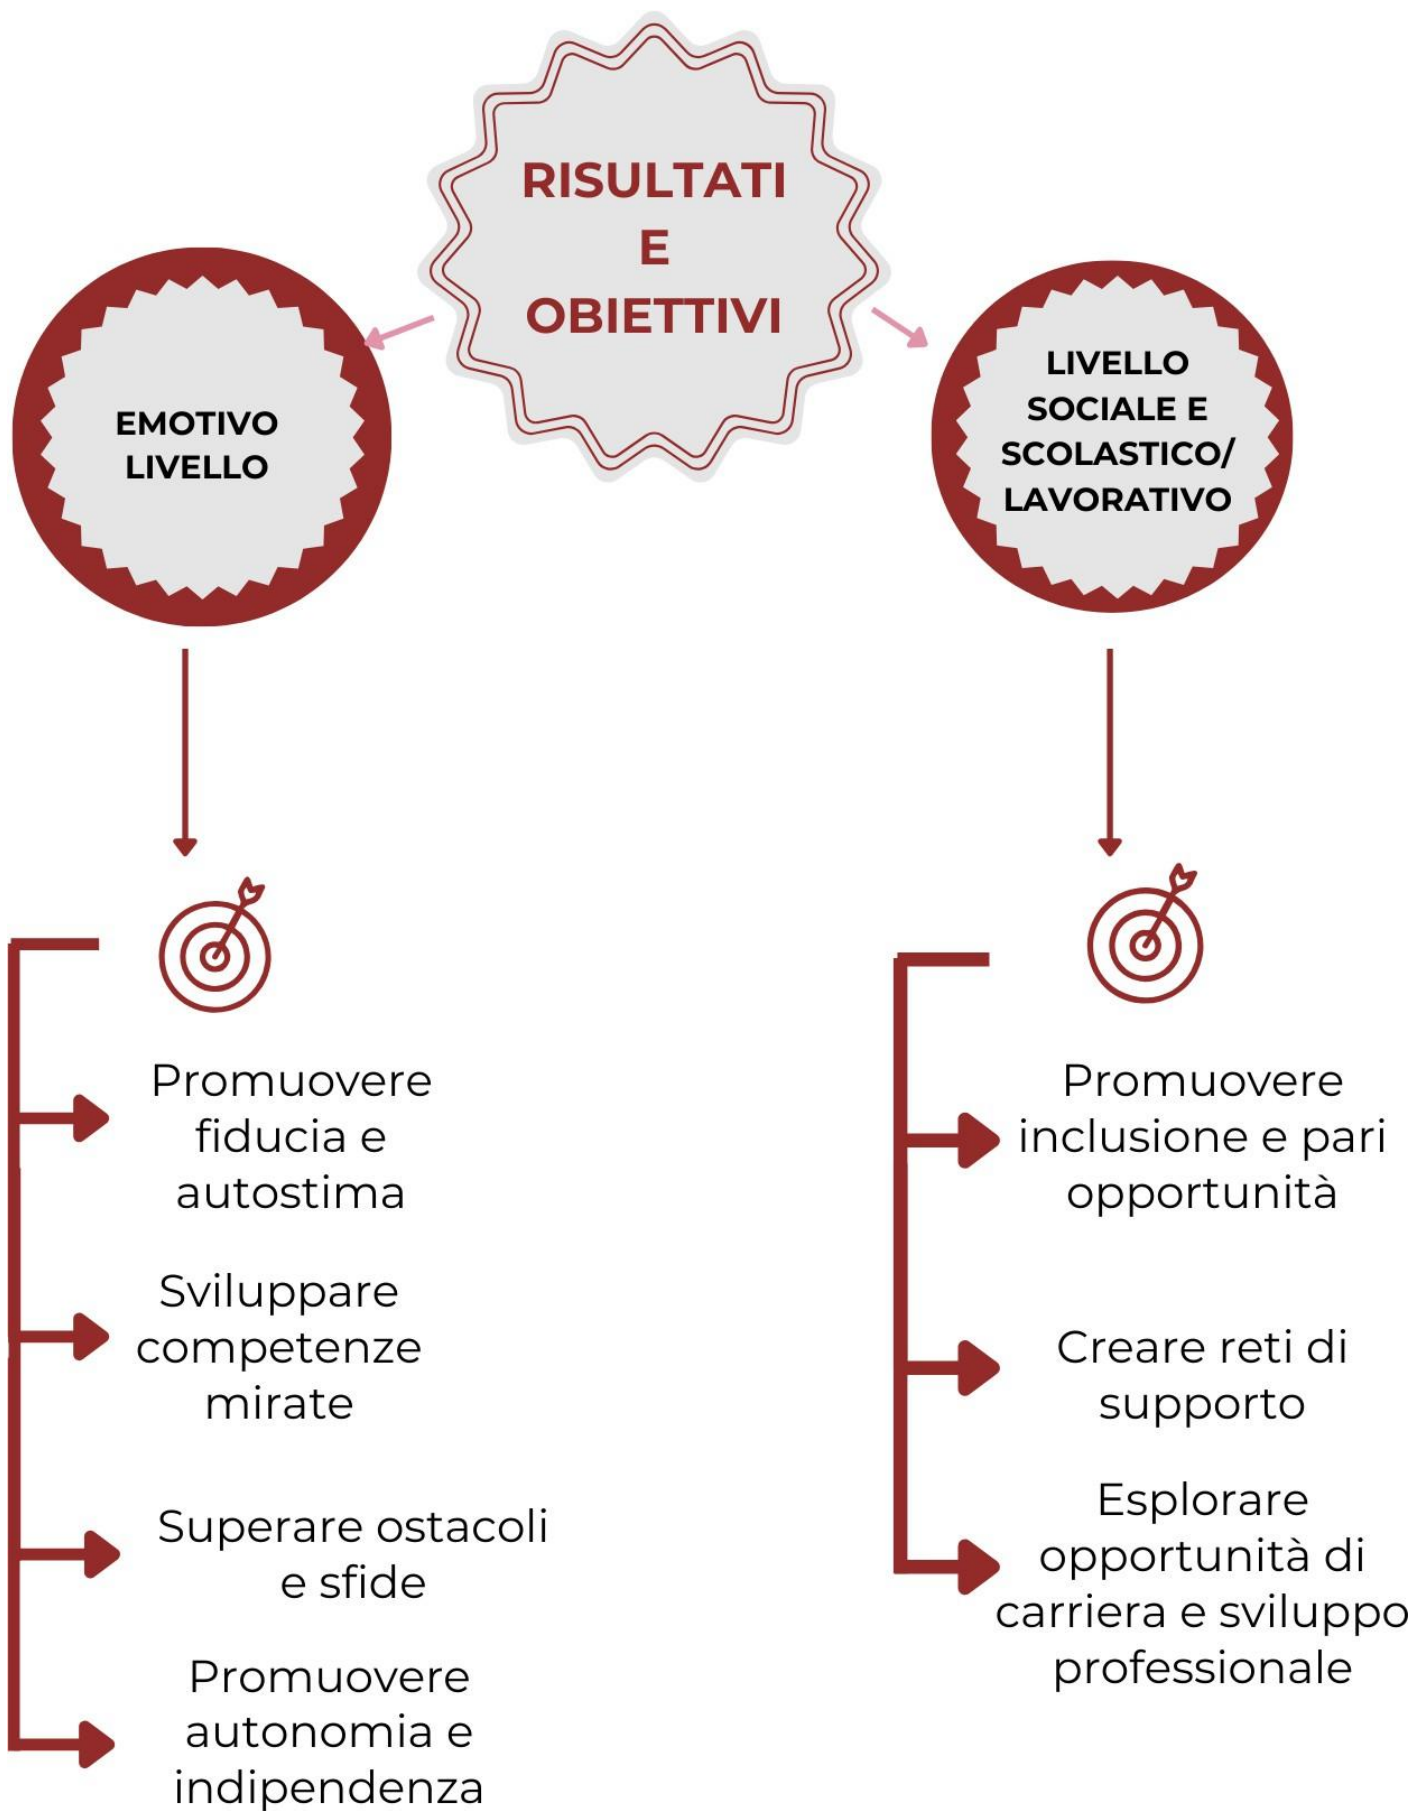 RISULTATI
E
OBIETTIVI
EMOTIVO
LIVELLO
LIVELLO
SOCIALE E
SCOLASTICO/
LAVORATIVO
Promuovere
fiducia e
autostima
Sviluppare
competenze
mirate
Superare ostacoli
e sfide
Promuovere
autonomia e
indipendenza
Promuovere
inclusione e pari
opportunità
Creare reti di
supporto
Esplorare
opportunità di
carriera e sviluppo
professionale